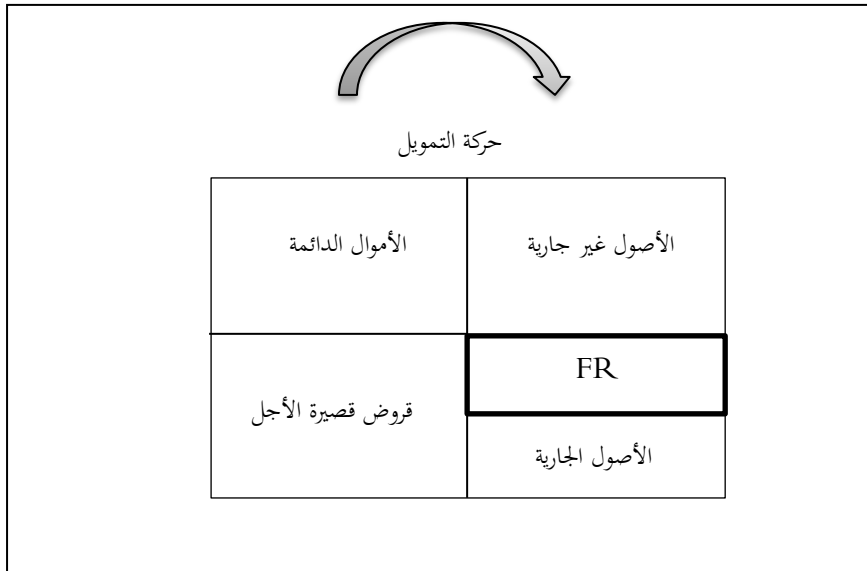 حركة التمويل
الأصول غير جارية
الأموال الدائمة
FR
قروض قصيرة الأجل
الأصول الجارية